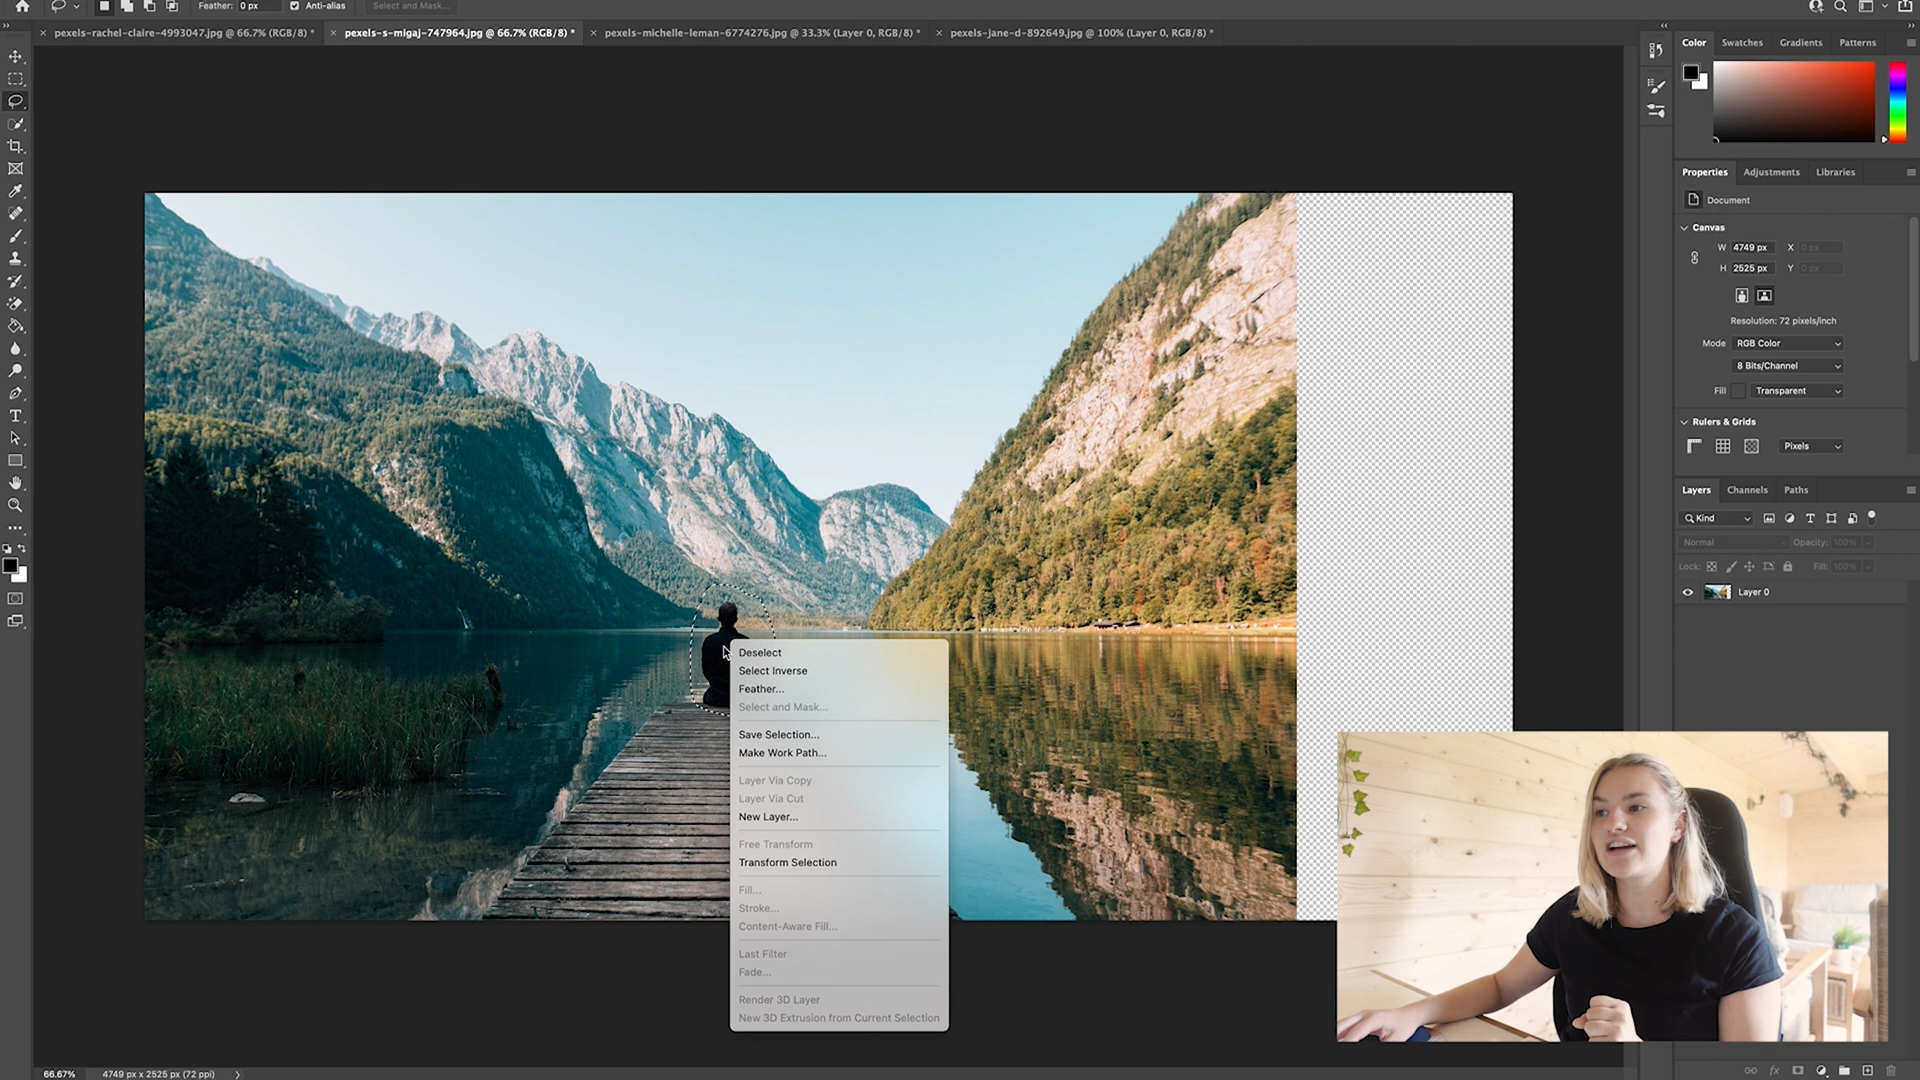 Feather: 0 px Anti-alias Select and Mask...
pexels-rachel-claire-4993047.jpg @ 66.7% (RGB/8) *
pexels-s-migaj-747964.jpg @ 66.7% (RGB/8) *
pexels-michelle-leman-6774276.jpg @ 33.3% (Layer 0, RGB/8) *
pexels-jane-d-892649.jpg @ 100% (Layer 0, RGB/8) *
Color Swatches Gradients Patterns
Properties Adjustments Libraries
Document
Canvas
W 4749 px X 0 px
H 2525 px Y 0 px
Resolution: 72 pixels/inch
Mode RGB Color
8 Bits/Channel
Fill Transparent
Rulers & Grids
Pixels
Layers Channels Paths
Kind
Normal Opacity: 100%
Lock: Fill: 100%
Layer 0
Deselect
Select Inverse
Feather...
Select and Mask...
Save Selection...
Make Work Path...
Layer Via Copy
Layer Via Cut
New Layer...
Free Transform
Transform Selection
Fill...
Stroke...
Content-Aware Fill...
Last Filter
Fade...
Render 3D Layer
New 3D Extrusion from Current Selection
66.67% 4749 px x 2525 px (72 ppi)